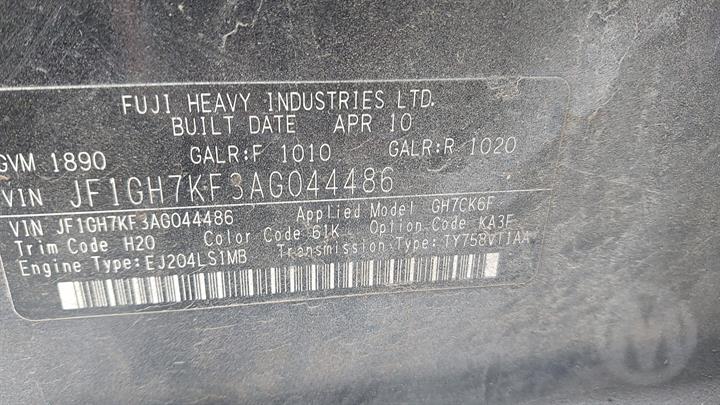 FUJI HEAVY INDUSTRIES LTD.
BUILT DATE APR 10
GVM 1890 GALR:F 1010 GALR:R 1020
VIN JF1GH7KF3AG044486
VIN JF1GH7KF3AG044486 Applied Model GH7CK6F
Trim Code H20 Color Code 61K Option Code KA3F
Engine Type: EJ204LS1MB Transmission Type: TY758VT1AA
M